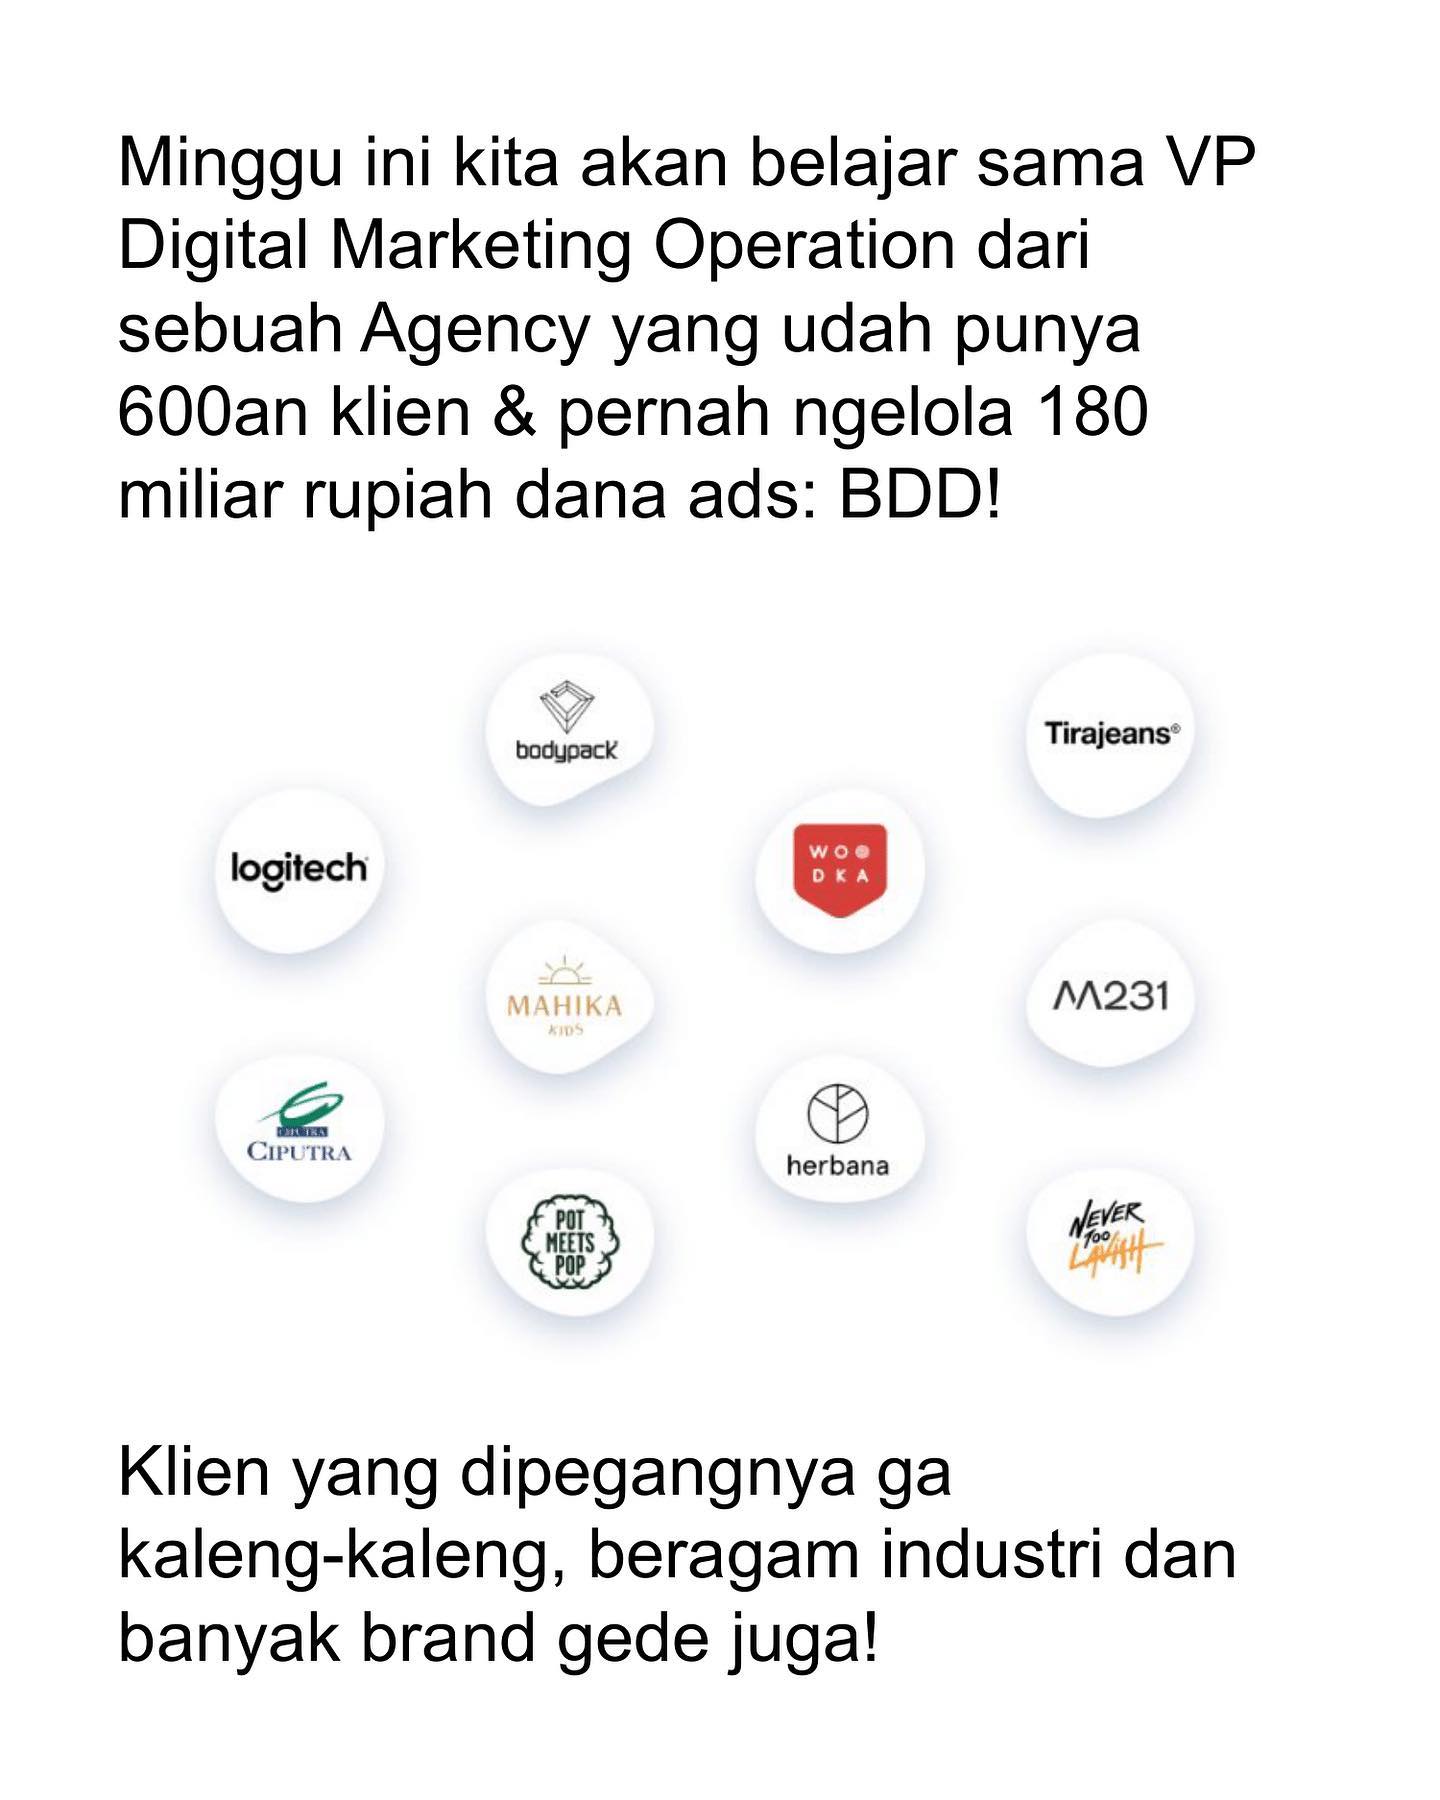 Minggu ini kita akan belajar sama VP
Digital Marketing Operation dari
sebuah Agency yang udah punya
600an klien & pernah ngelola 180
miliar rupiah dana ads: BDD!
bodypack
Tirajeans®
logitech
WOO
DKA
MAHIKA
KIDS
M231
CIPUTRA
CIPUTRA
herbana
POT
MEETS
POP
NEVER
TOO
LAVISH
Klien yang dipegangnya ga
kaleng-kaleng, beragam industri dan
banyak brand gede juga!